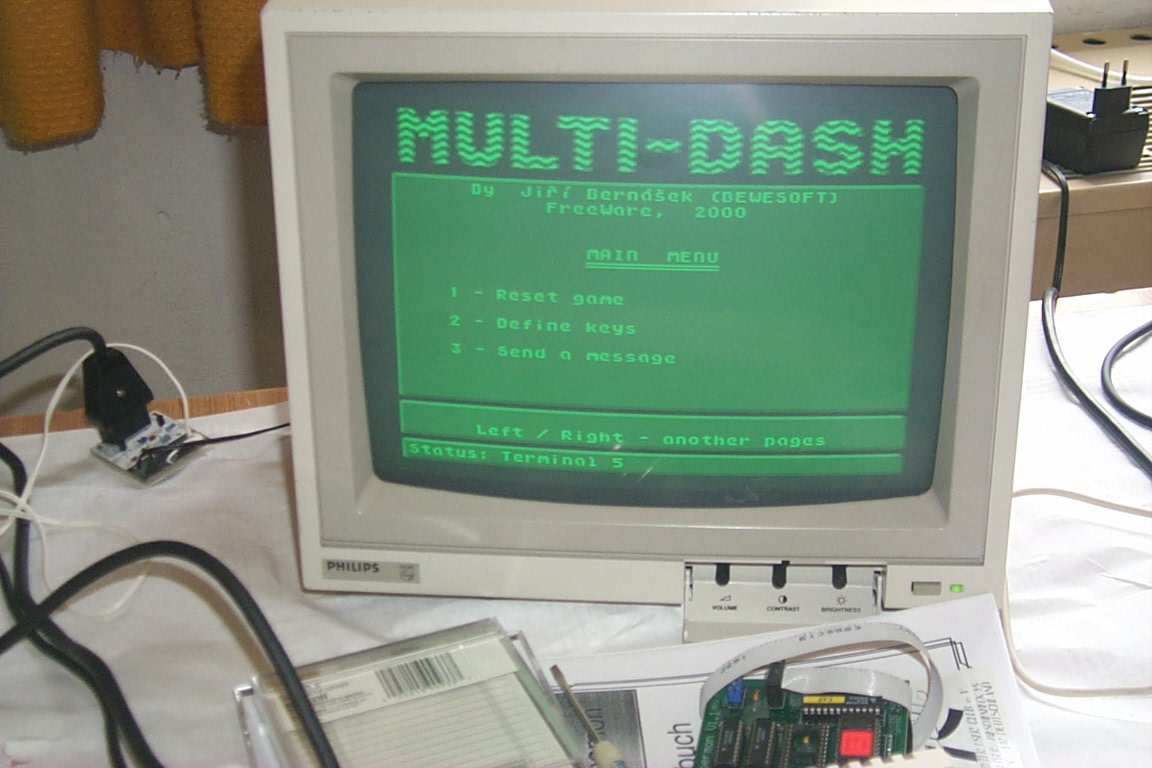 MULTI-DASH
By Jiří Bernášek (BEWESOFT)
FreeWare, 2000
MAIN MENU
1 - Reset game
2 - Define keys
3 - Send a message
Left / Right - another pages
Status: Terminal 5
PHILIPS
VOLUME CONTRAST BRIGHTNESS
buch